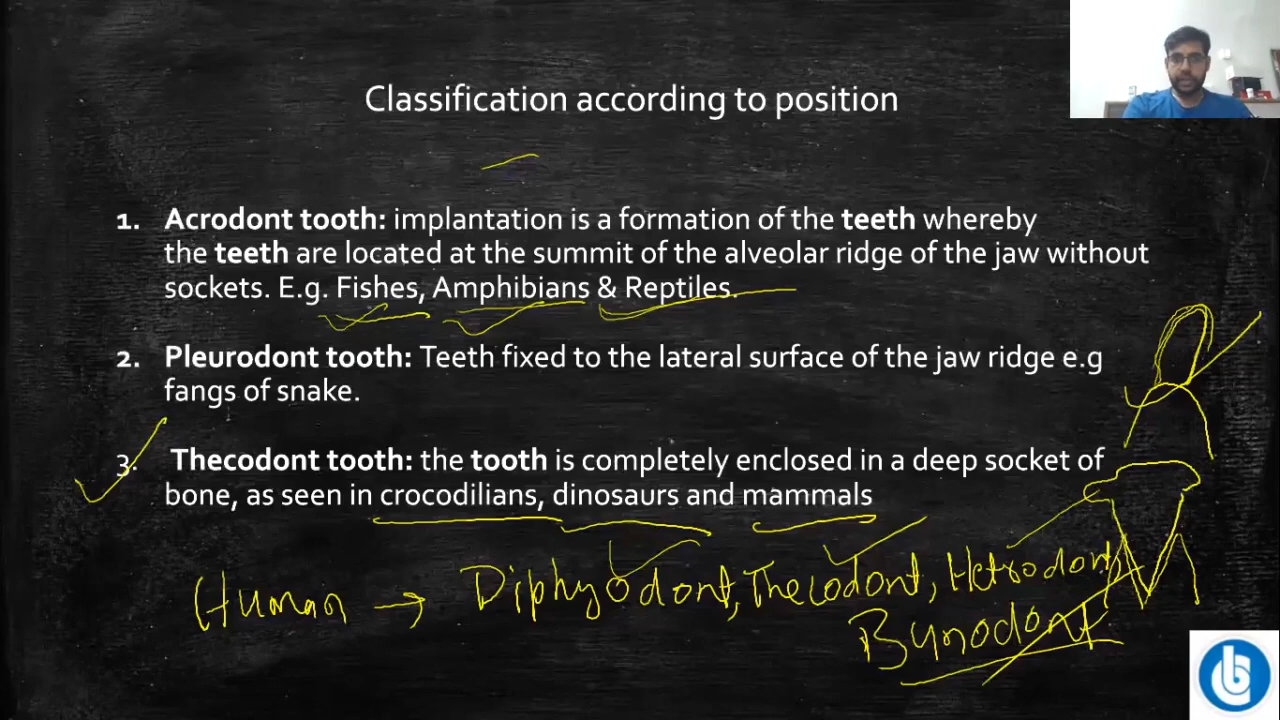 Classification according to position
1. Acrodont tooth: implantation is a formation of the teeth whereby
the teeth are located at the summit of the alveolar ridge of the jaw without
sockets. E.g. Fishes, Amphibians & Reptiles.
2. Pleurodont tooth: Teeth fixed to the lateral surface of the jaw ridge e.g
fangs of snake.
3. Thecodont tooth: the tooth is completely enclosed in a deep socket of
bone, as seen in crocodilians, dinosaurs and mammals
Human → Diphyodont, Thecodont, Hetrodont,
Bunodont